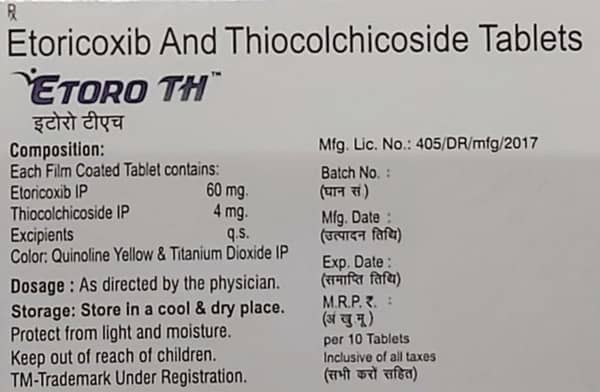 ℞
Etoricoxib And Thiocolchicoside Tablets
ETORO TH™
इटोरो टीएच
Composition:
Each Film Coated Tablet contains:
Etoricoxib IP 60 mg.
Thiocolchicoside IP 4 mg.
Excipients q.s.
Color: Quinoline Yellow & Titanium Dioxide IP
Dosage : As directed by the physician.
Storage: Store in a cool & dry place.
Protect from light and moisture.
Keep out of reach of children.
TM-Trademark Under Registration.
Mfg. Lic. No.: 405/DR/mfg/2017
Batch No. :
(घान सं)
Mfg. Date :
(उत्पादन तिथि)
Exp. Date :
(समाप्ति तिथि)
M.R.P. ₹. :
(अं खु मू)
per 10 Tablets
Inclusive of all taxes
(सभी करों सहित)